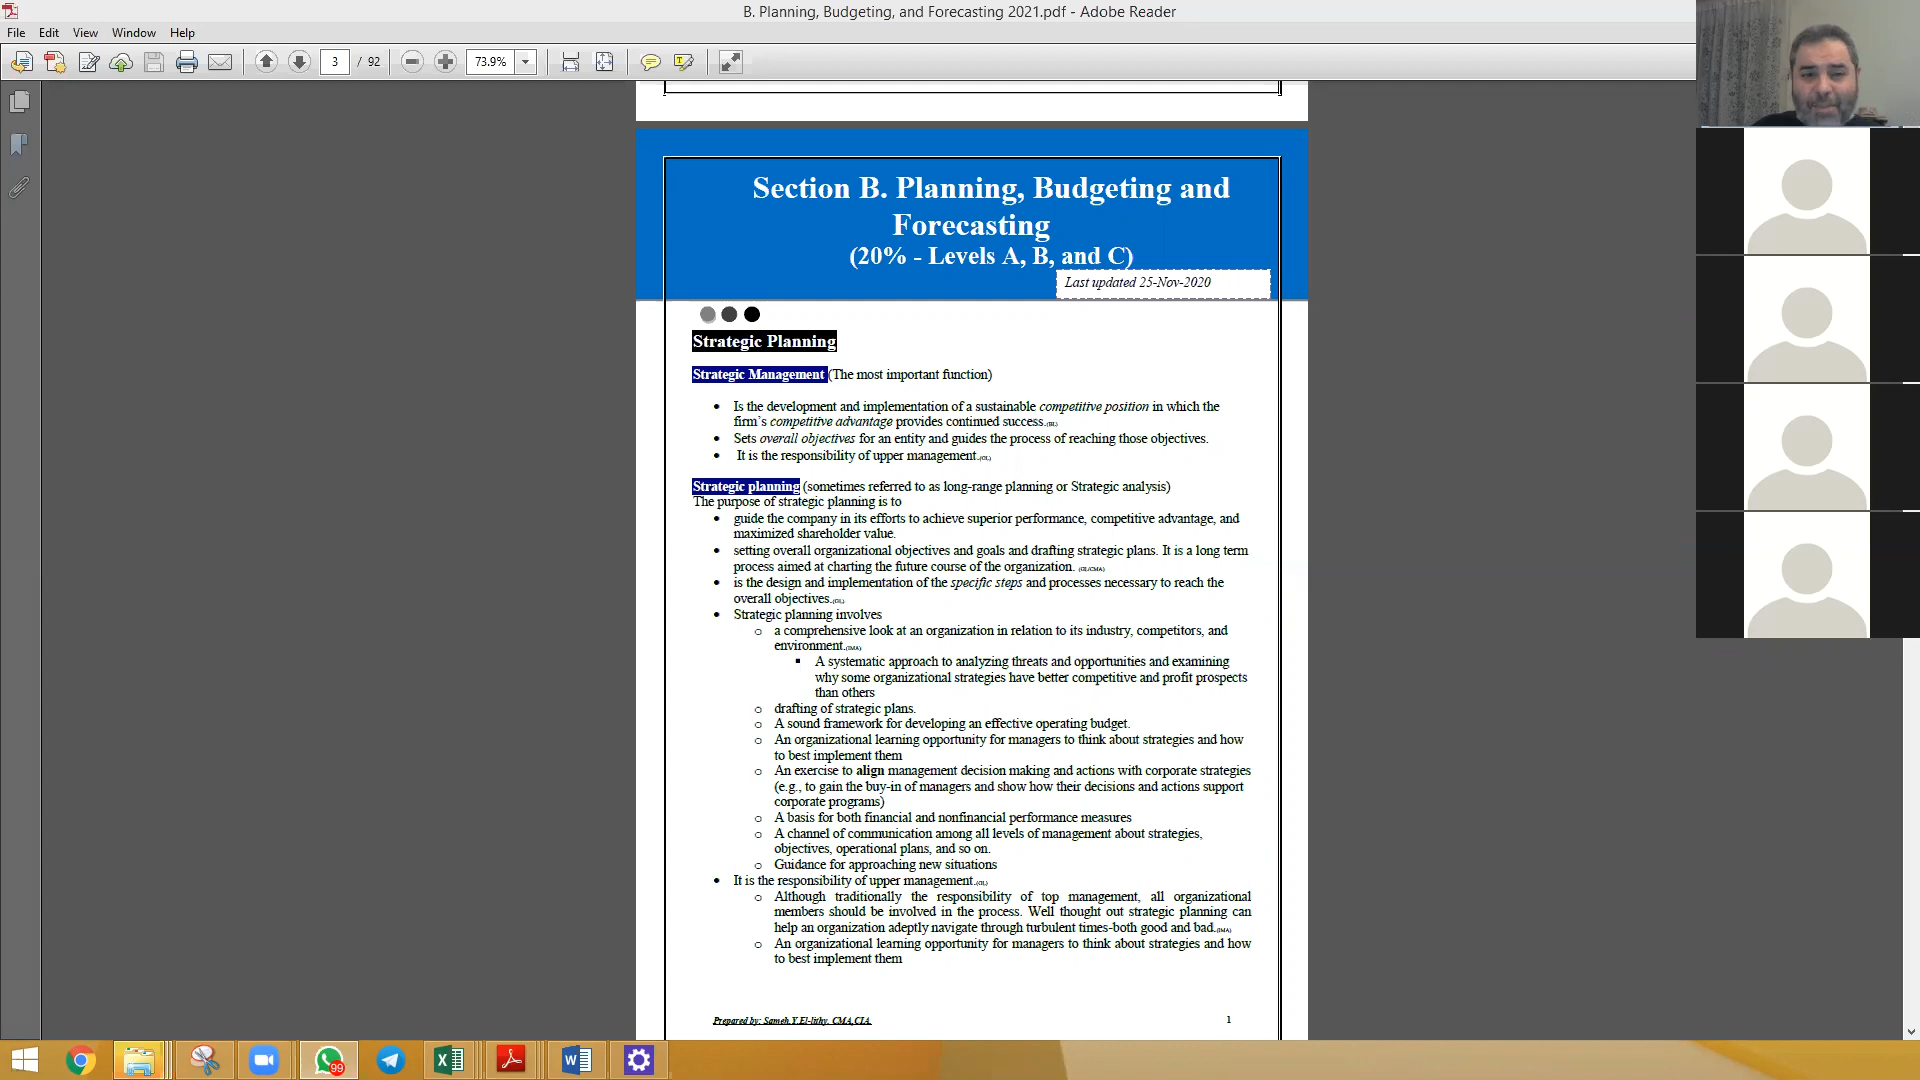 B. Planning, Budgeting, and Forecasting 2021.pdf - Adobe Reader
File Edit View Window Help
3 / 92 73.9%
Section B. Planning, Budgeting and
Forecasting
(20% - Levels A, B, and C)
Last updated 25-Nov-2020
Strategic Planning
Strategic Management (The most important function)
• Is the development and implementation of a sustainable competitive position in which the
firm's competitive advantage provides continued success.
• Sets overall objectives for an entity and guides the process of reaching those objectives.
• It is the responsibility of upper management.(GL)
Strategic planning (sometimes referred to as long-range planning or Strategic analysis)
The purpose of strategic planning is to
• guide the company in its efforts to achieve superior performance, competitive advantage, and
maximized shareholder value.
• setting overall organizational objectives and goals and drafting strategic plans. It is a long term
process aimed at charting the future course of the organization. (GL/CMA)
• is the design and implementation of the specific steps and processes necessary to reach the
overall objectives.(GL)
• Strategic planning involves
o a comprehensive look at an organization in relation to its industry, competitors, and
environment.(IMA)
▪ A systematic approach to analyzing threats and opportunities and examining
why some organizational strategies have better competitive and profit prospects
than others
o drafting of strategic plans.
o A sound framework for developing an effective operating budget.
o An organizational learning opportunity for managers to think about strategies and how
to best implement them
o An exercise to align management decision making and actions with corporate strategies
(e.g., to gain the buy-in of managers and show how their decisions and actions support
corporate programs)
o A basis for both financial and nonfinancial performance measures
o A channel of communication among all levels of management about strategies,
objectives, operational plans, and so on.
o Guidance for approaching new situations
• It is the responsibility of upper management.(GL)
o Although traditionally the responsibility of top management, all organizational
members should be involved in the process. Well thought out strategic planning can
help an organization adeptly navigate through turbulent times-both good and bad.(IMA)
o An organizational learning opportunity for managers to think about strategies and how
to best implement them
Prepared by: Sameh.Y.El-lithy. CMA,CIA. 1
99